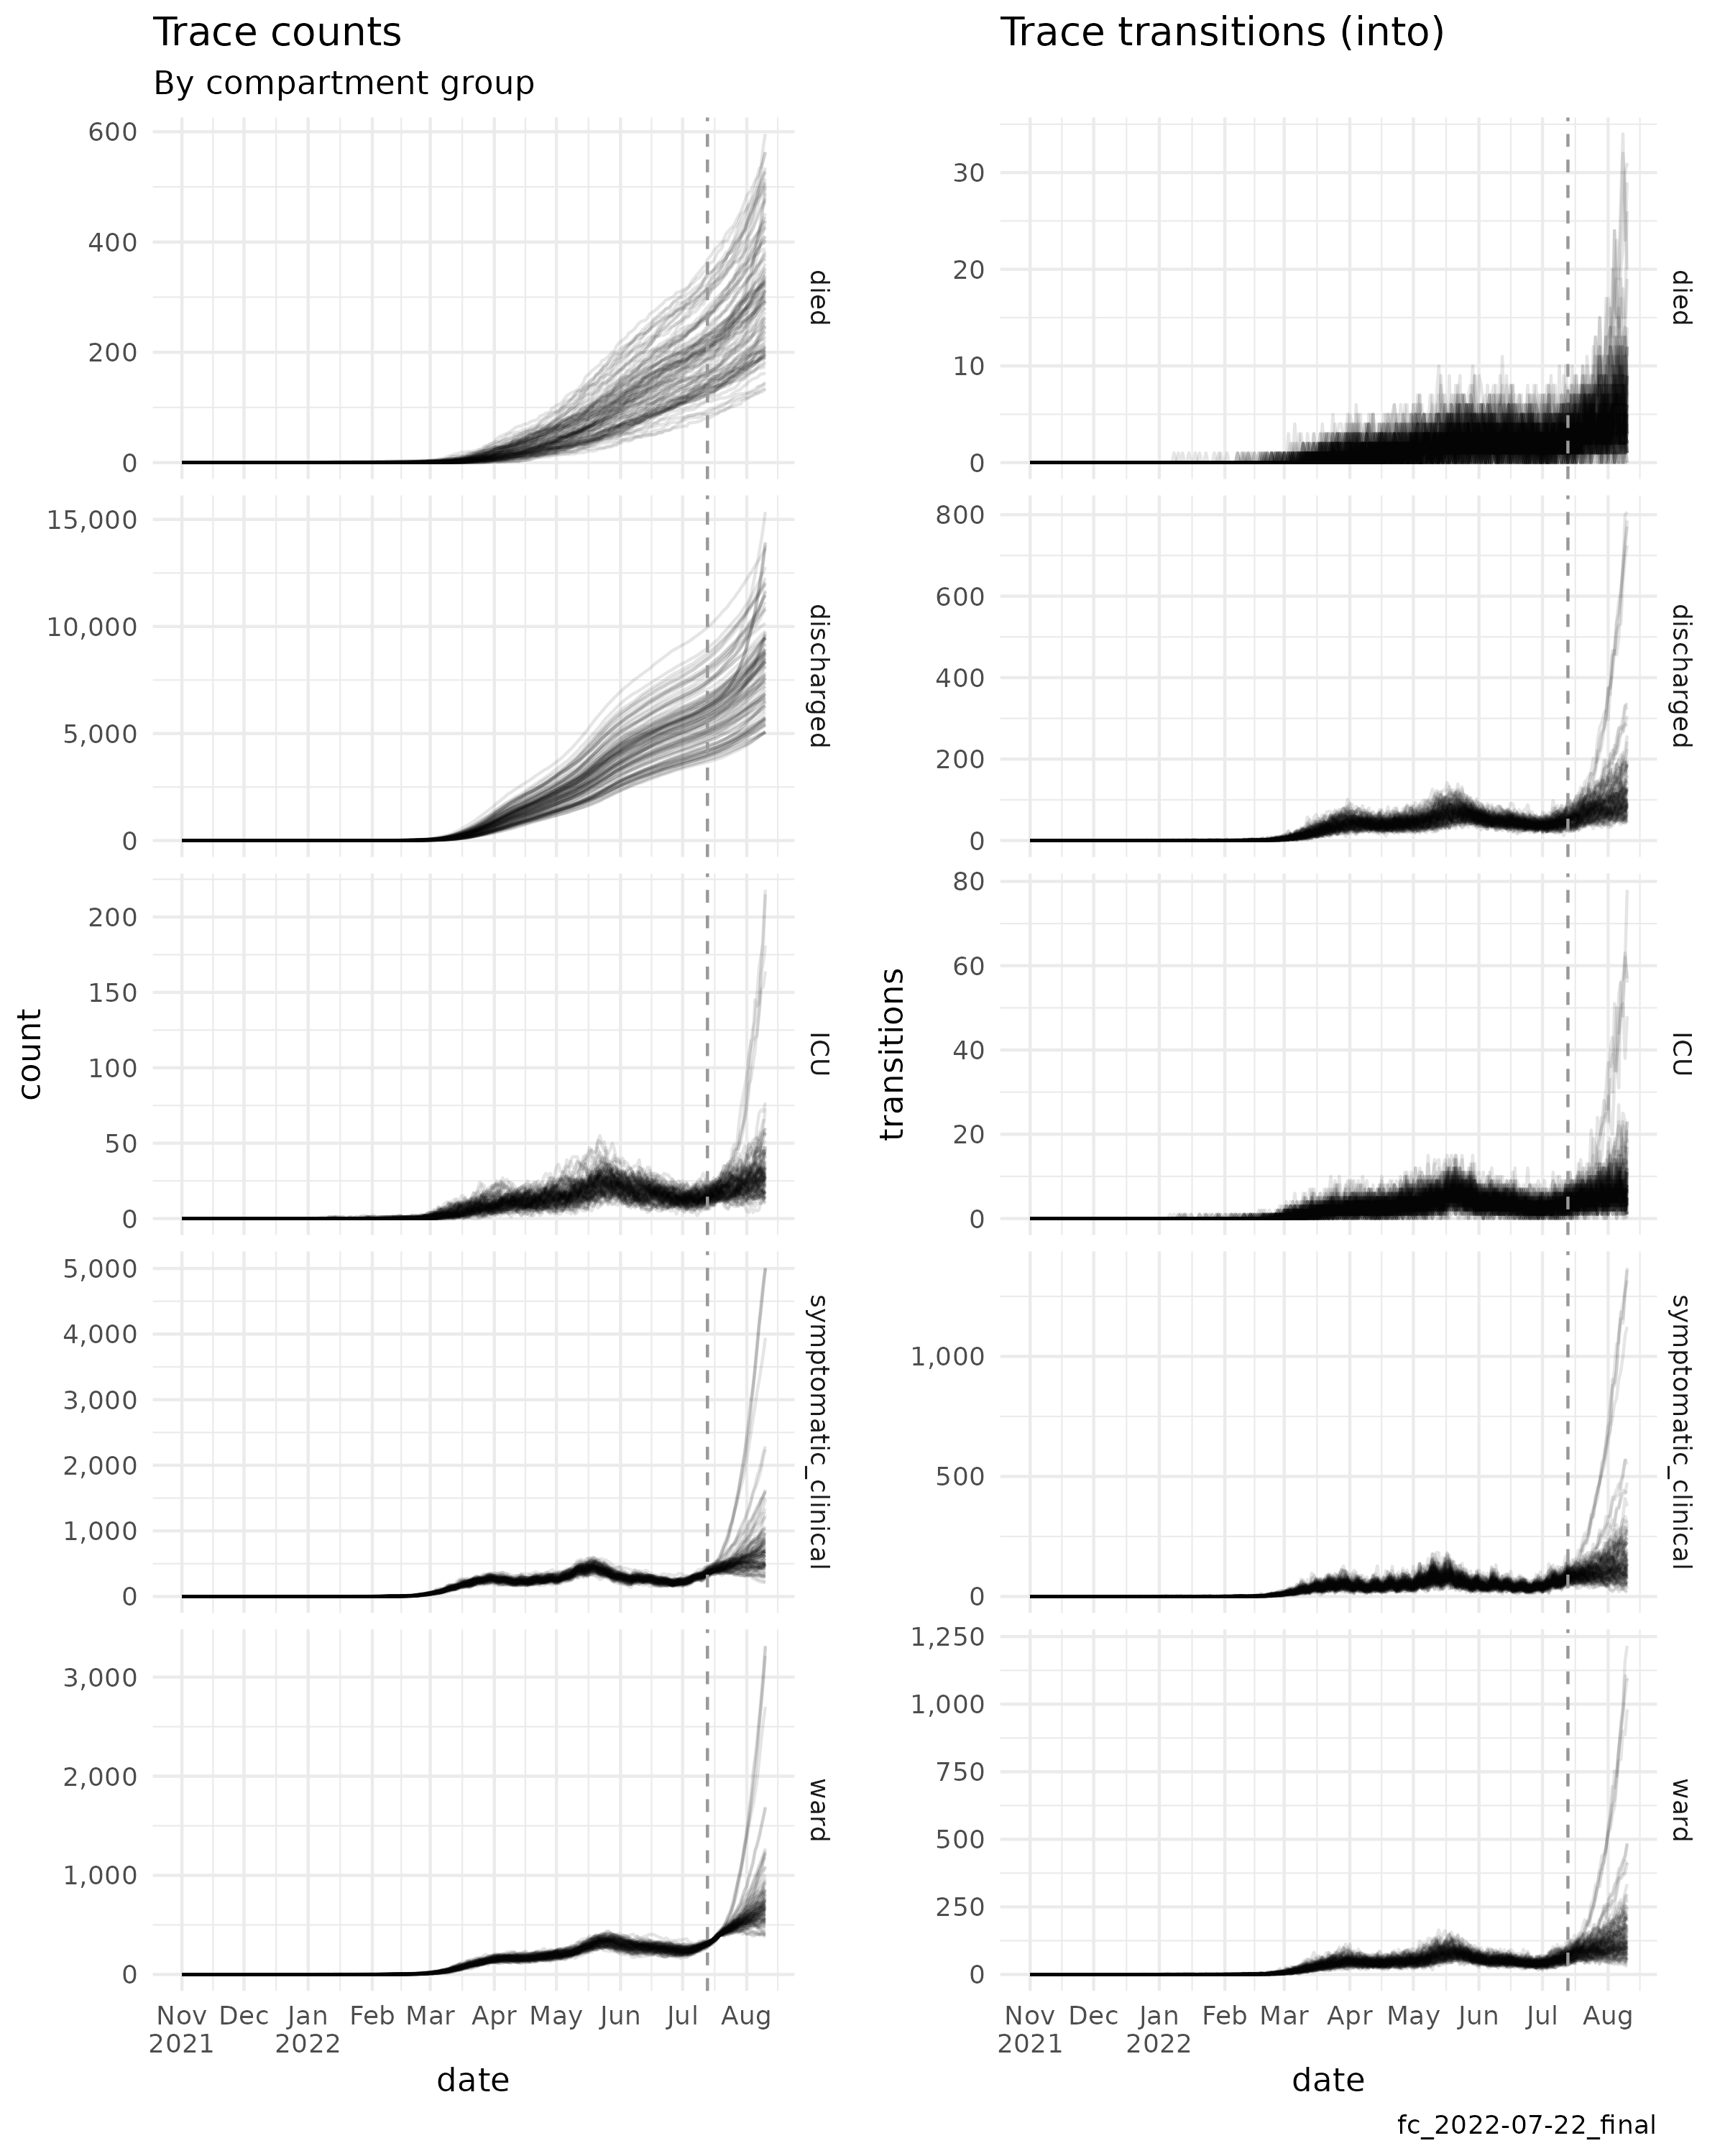 Trace counts
By compartment group
Trace transitions (into)
count
600
400
200
0
died
15,000
10,000
5,000
0
discharged
200
150
100
50
0
ICU
5,000
4,000
3,000
2,000
1,000
0
symptomatic_clinical
3,000
2,000
1,000
0
ward
Nov Dec Jan Feb Mar Apr May Jun Jul Aug
2021 2022
date
transitions
30
20
10
0
died
800
600
400
200
0
discharged
80
60
40
20
0
ICU
1,000
500
0
symptomatic_clinical
1,250
1,000
750
500
250
0
ward
Nov Dec Jan Feb Mar Apr May Jun Jul Aug
2021 2022
date
fc_2022-07-22_final